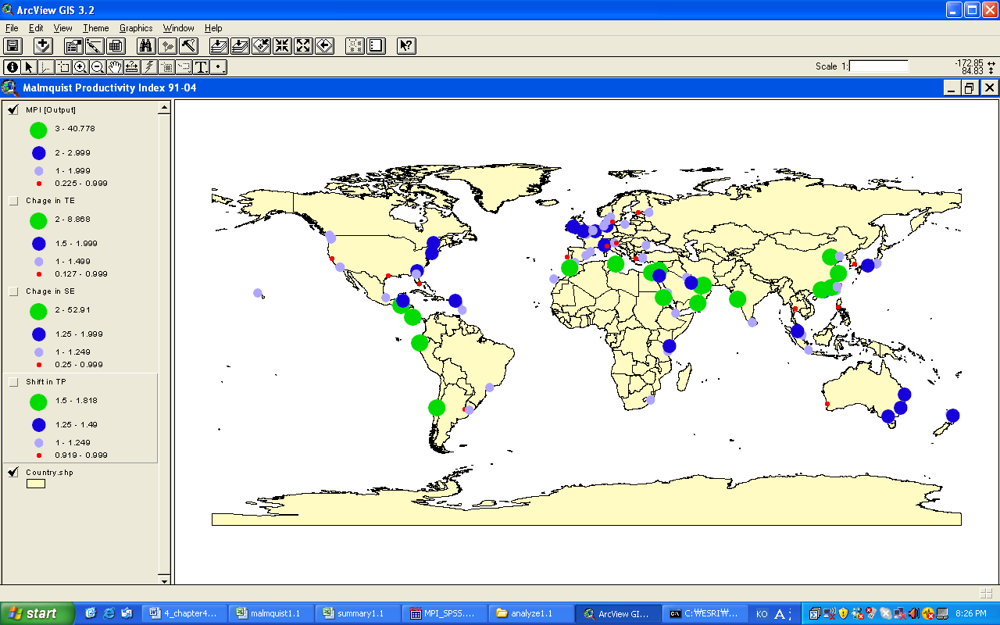 ArcView GIS 3.2
File Edit View Theme Graphics Window Help
Scale 1:
-172.85
84.83
Malmquist Productivity Index 91-04
MPI [Output]
3 - 40.778
2 - 2.999
1 - 1.999
0.225 - 0.999
Chage in TE
2 - 8.868
1.5 - 1.999
1 - 1.499
0.127 - 0.999
Chage in SE
2 - 52.91
1.25 - 1.999
1 - 1.249
0.25 - 0.999
Shift in TP
1.5 - 1.818
1.25 - 1.49
1 - 1.249
0.919 - 0.999
Country.shp
start 4_chapter4... malmquist1.1 summary1.1 MPI_SPSS.... analyze1.1 ArcView GI... C:₩ESRI₩... KO A 8:26 PM